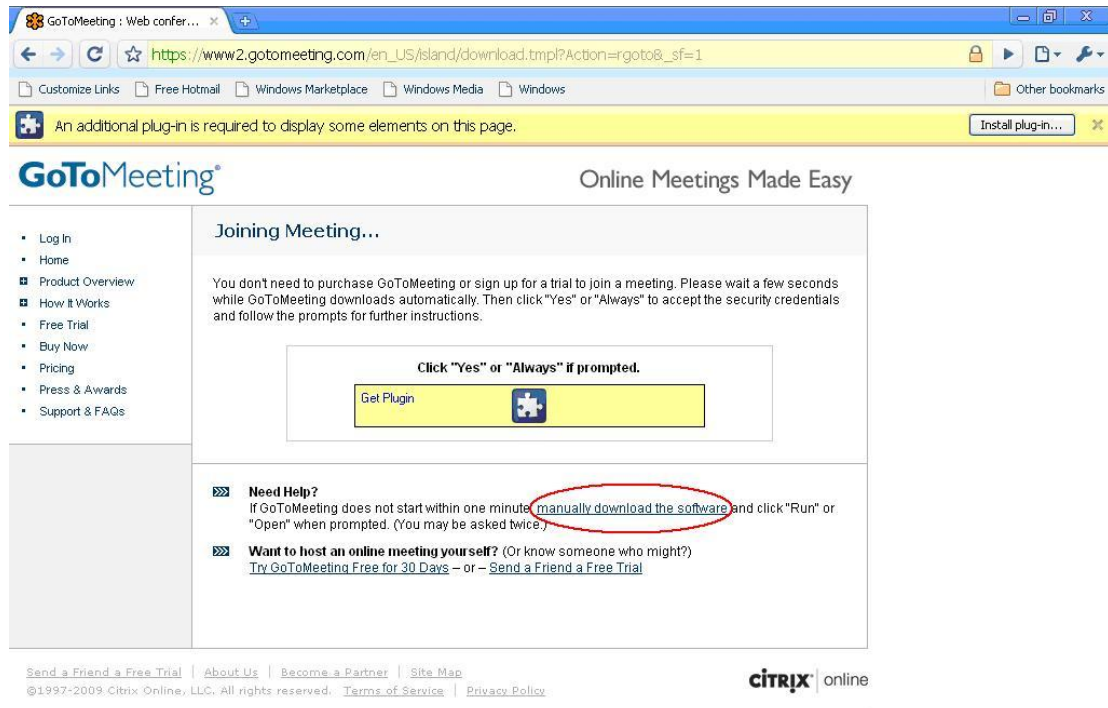 GoToMeeting : Web confer...
https://www2.gotomeeting.com/en_US/island/download.tmpl?Action=rgoto&_sf=1
Customize Links Free Hotmail Windows Marketplace Windows Media Windows Other bookmarks
An additional plug-in is required to display some elements on this page. Install plug-in...
GoToMeeting® Online Meetings Made Easy
Log In
Home
Product Overview
How It Works
Free Trial
Buy Now
Pricing
Press & Awards
Support & FAQs
Joining Meeting...
You don't need to purchase GoToMeeting or sign up for a trial to join a meeting. Please wait a few seconds
while GoToMeeting downloads automatically. Then click "Yes" or "Always" to accept the security credentials
and follow the prompts for further instructions.
Click "Yes" or "Always" if prompted.
Get Plugin
Need Help?
If GoToMeeting does not start within one minute, manually download the software and click "Run" or
"Open" when prompted. (You may be asked twice.)
Want to host an online meeting yourself? (Or know someone who might?)
Try GoToMeeting Free for 30 Days – or – Send a Friend a Free Trial
Send a Friend a Free Trial | About Us | Become a Partner | Site Map
©1997-2009 Citrix Online, LLC. All rights reserved. Terms of Service | Privacy Policy
CİTRIX® online